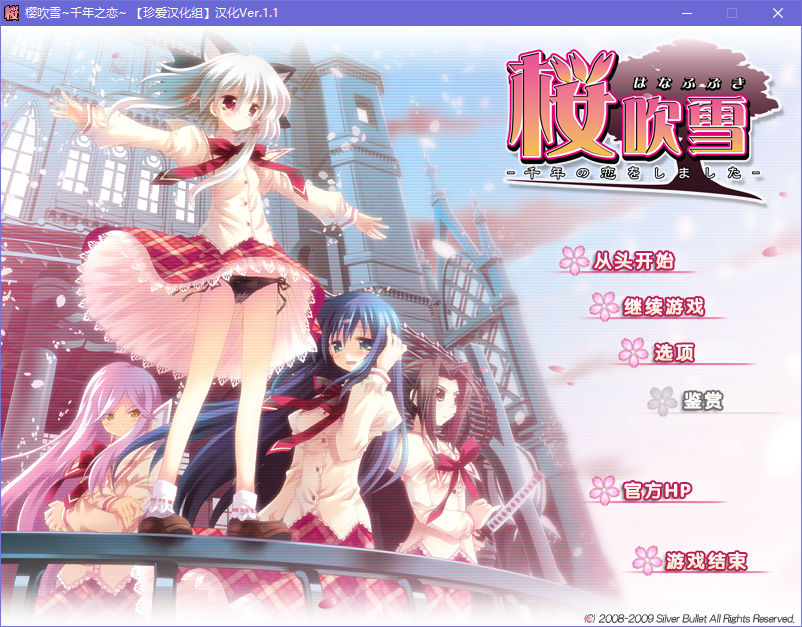 桜
樱吹雪~千年之恋~ 【珍爱汉化组】汉化Ver.1.1
はなふぶき
桜吹雪
-千年の恋をしました-
从头开始
继续游戏
选项
鉴赏
官方HP
游戏结束
(C) 2008-2009 Silver Bullet All Rights Reserved.